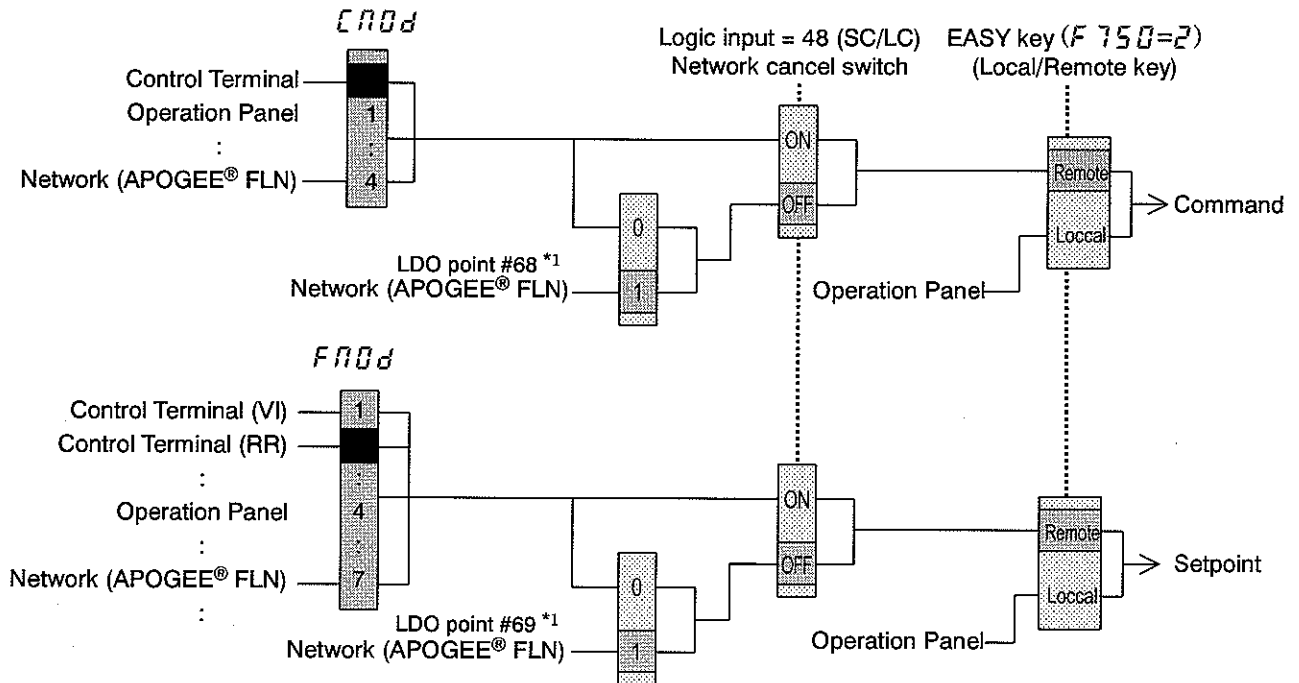 CMOd
Logic input = 48 (SC/LC)
Network cancel switch
EASY key (F750=2)
(Local/Remote key)
Control Terminal
Operation Panel
1
:
:
Network (APOGEE® FLN)
4
ON
OFF
Remote
Loccal
Command
0
LDO point #68 *1
Network (APOGEE® FLN)
1
Operation Panel
FMOd
Control Terminal (VI)
1
Control Terminal (RR)
:
:
Operation Panel
4
:
:
Network (APOGEE® FLN)
7
:
ON
OFF
Remote
Loccal
Setpoint
0
LDO point #69 *1
Network (APOGEE® FLN)
1
Operation Panel